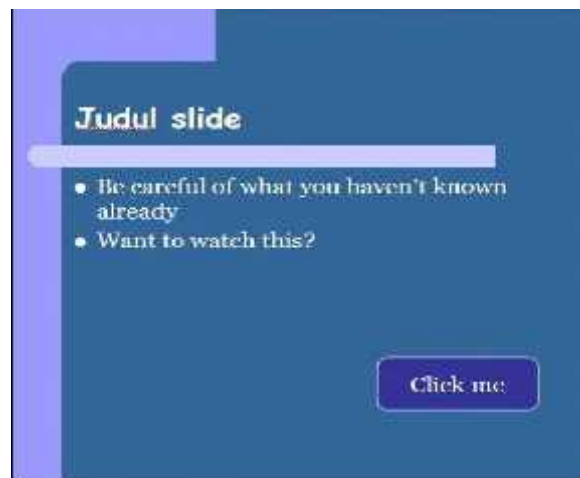 Judul slide
Be careful of what you haven't known
already
Want to watch this?
Click me